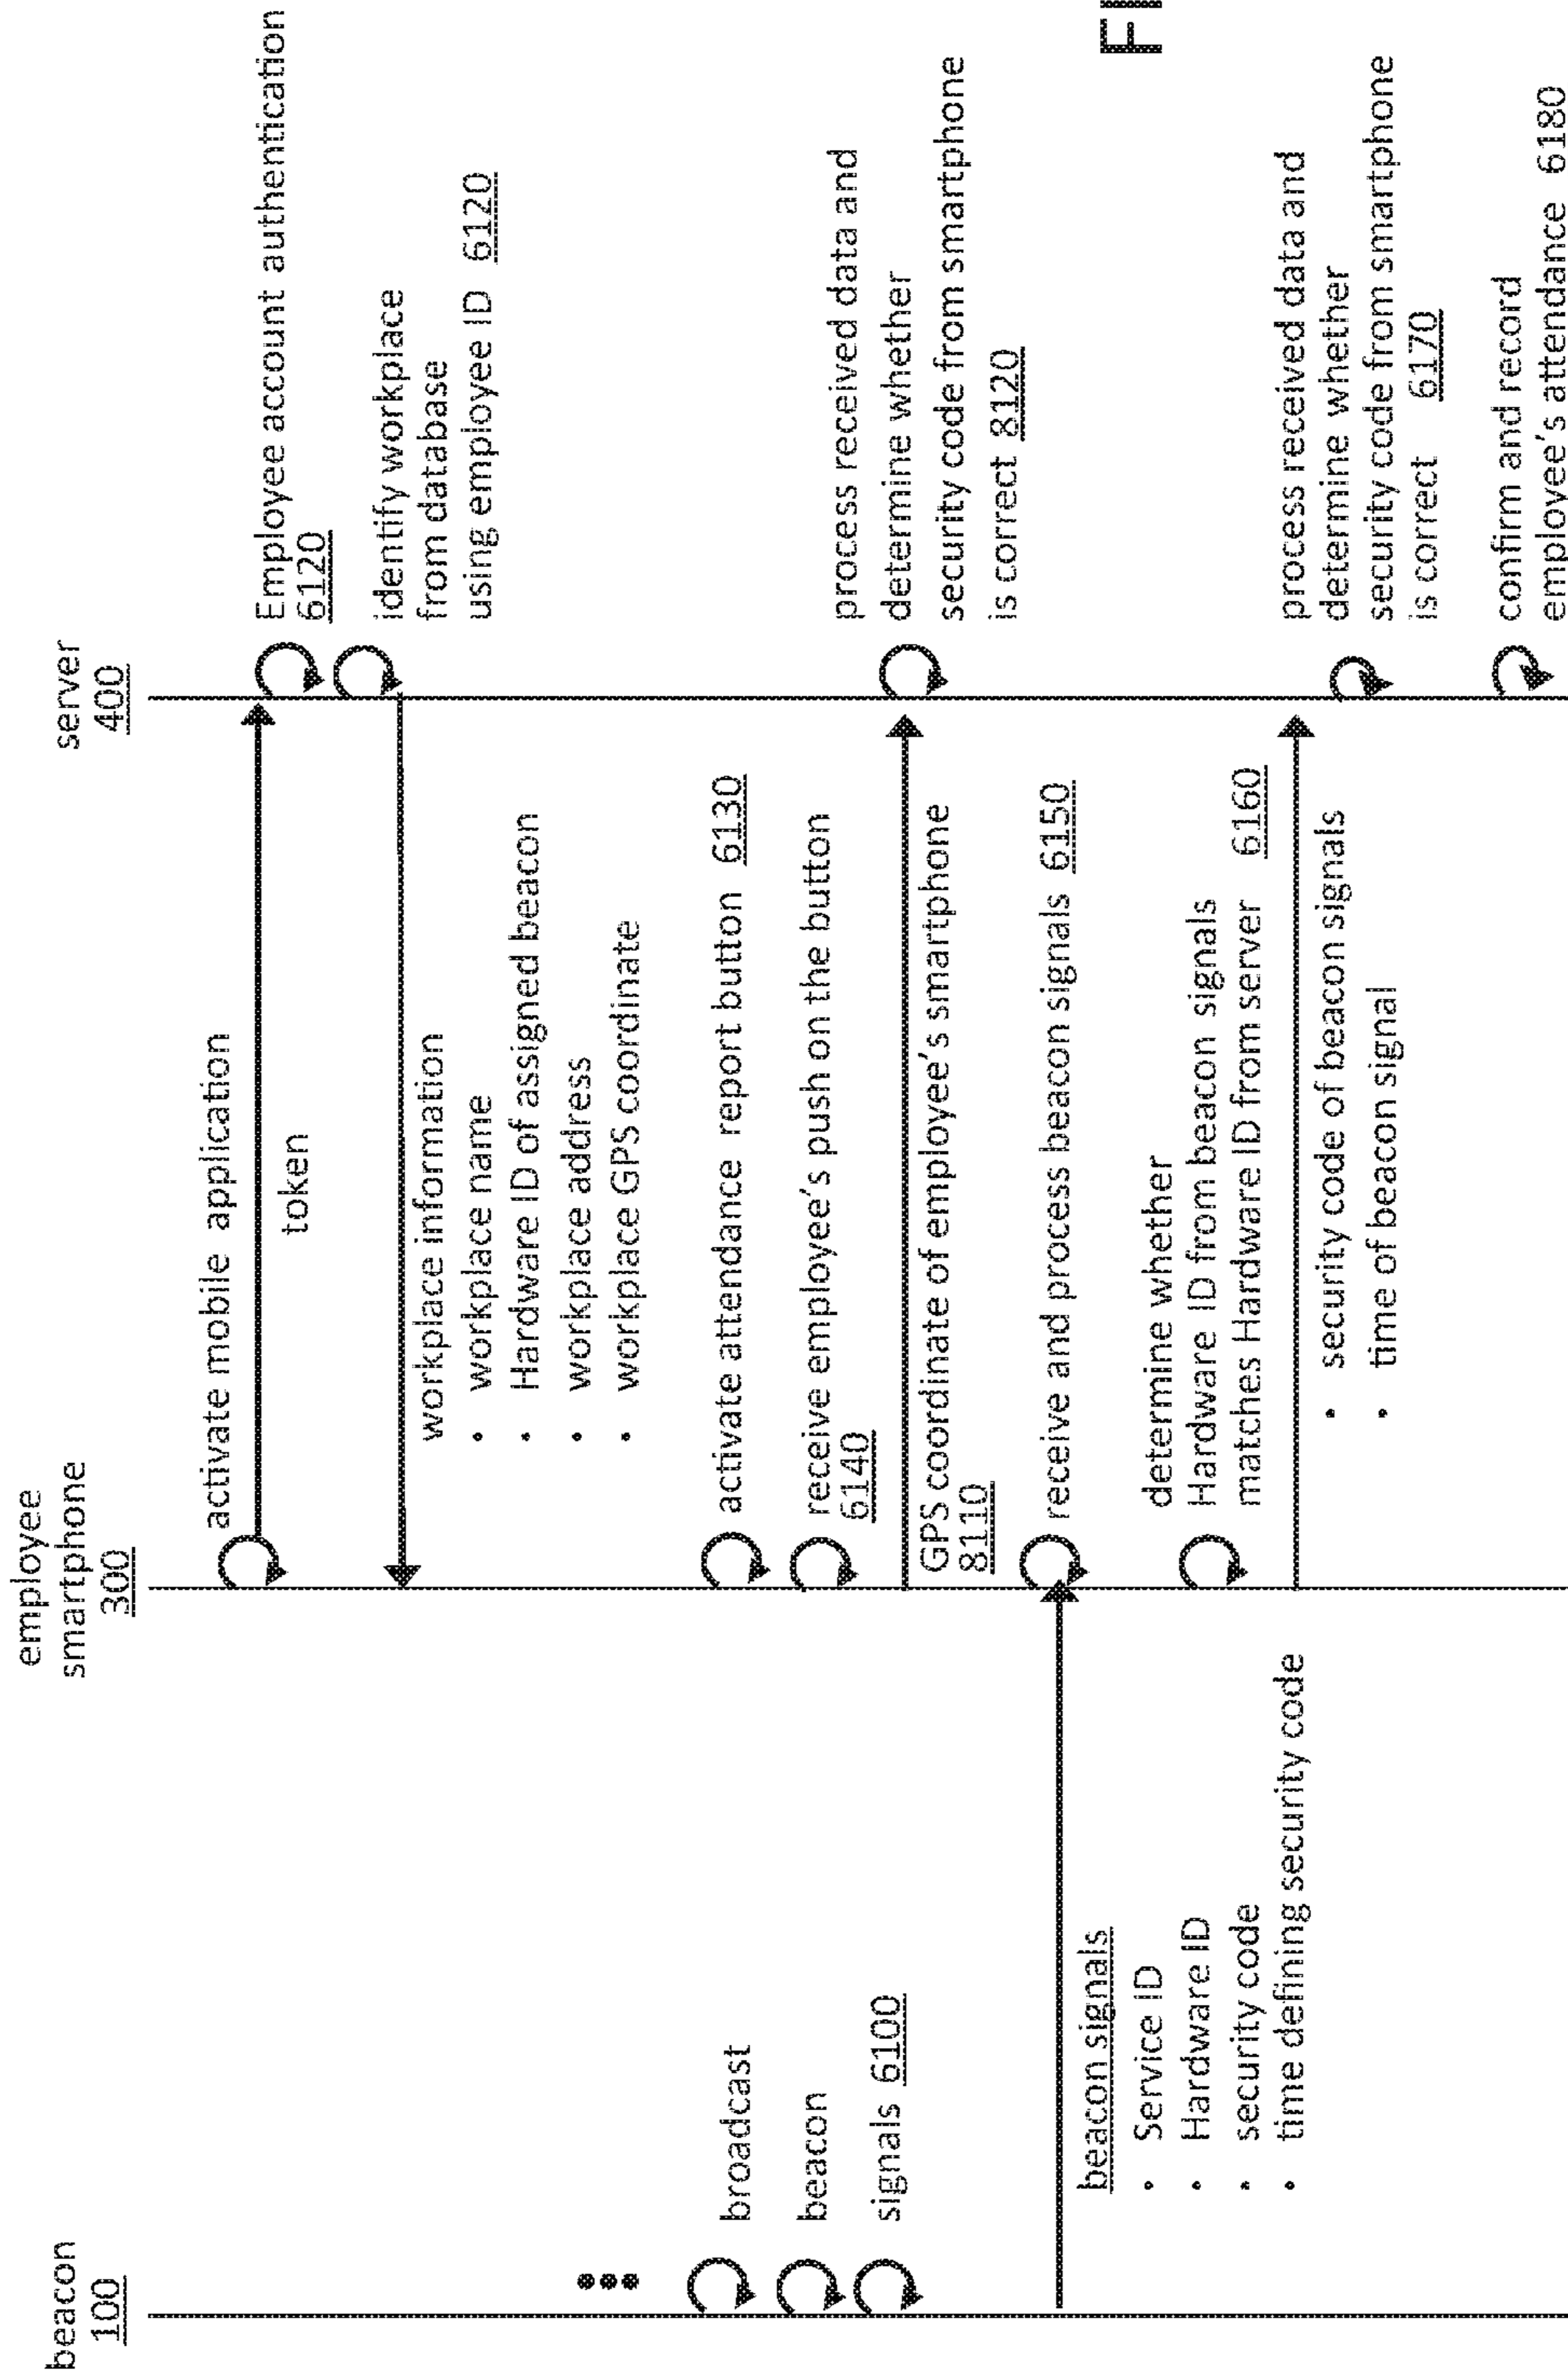 beacon
100
employee
smartphone
300
server
400
activate mobile application
token
Employee account authentication
6120
identify workplace
from database
using employee ID 6120
workplace information
• workplace name
• Hardware ID of assigned beacon
• workplace address
• workplace GPS coordinate
broadcast
beacon
signals 6100
activate attendance report button 6130
receive employee's push on the button
6140
GPS coordinate of employee's smartphone
8110
process received data and
determine whether
security code from smartphone
is correct 8120
beacon signals
• Service ID
• Hardware ID
• security code
• time defining security code
receive and process beacon signals 6150
determine whether
Hardware ID from beacon signals
matches Hardware ID from server 6160
• security code of beacon signals
• time of beacon signal
process received data and
determine whether
security code from smartphone
is correct 6170
confirm and record
employee's attendance 6180